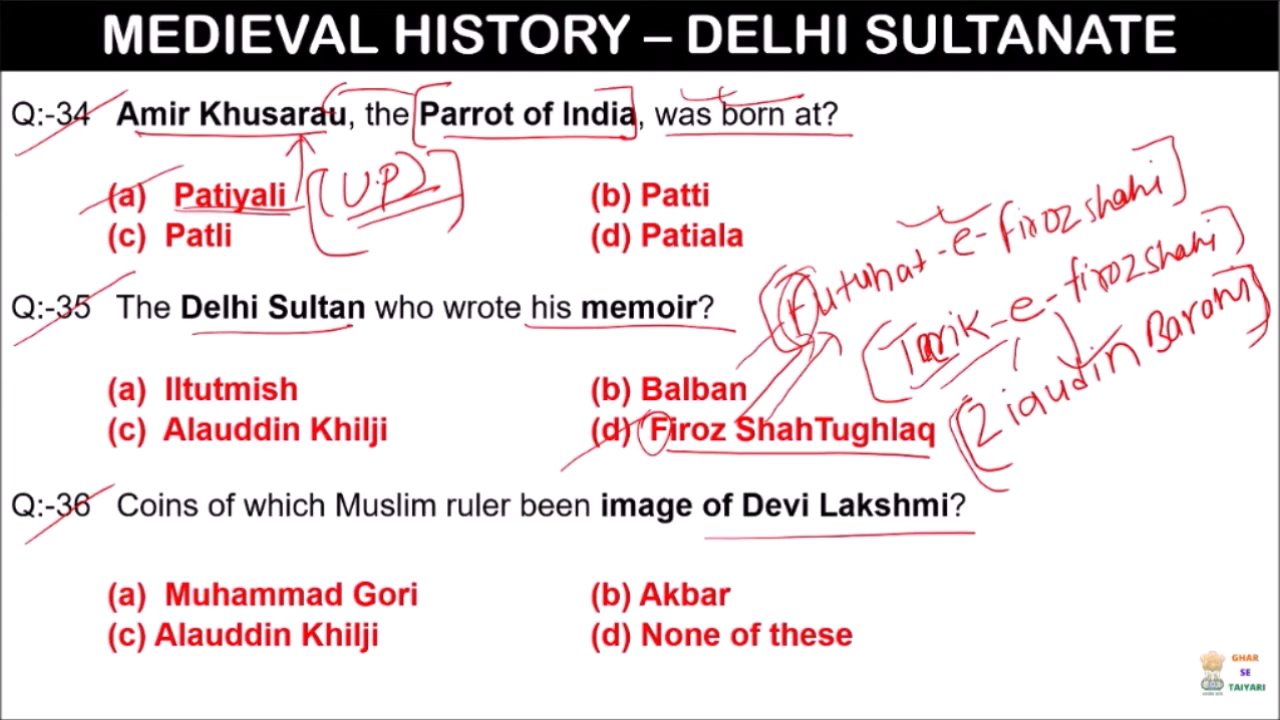 MEDIEVAL HISTORY – DELHI SULTANATE
Q:-34 Amir Khusarau, the Parrot of India, was born at?
(a) Patiyali (U.P) (b) Patti
(c) Patli (d) Patiala
Futuhat-e-firozshahi
Tarik-e-firozshahi
Ziaudin Barani
Q:-35 The Delhi Sultan who wrote his memoir?
(a) Iltutmish (b) Balban
(c) Alauddin Khilji (d) Firoz ShahTughlaq
Q:-36 Coins of which Muslim ruler been image of Devi Lakshmi?
(a) Muhammad Gori (b) Akbar
(c) Alauddin Khilji (d) None of these
GHAR
SE
TAIYARI